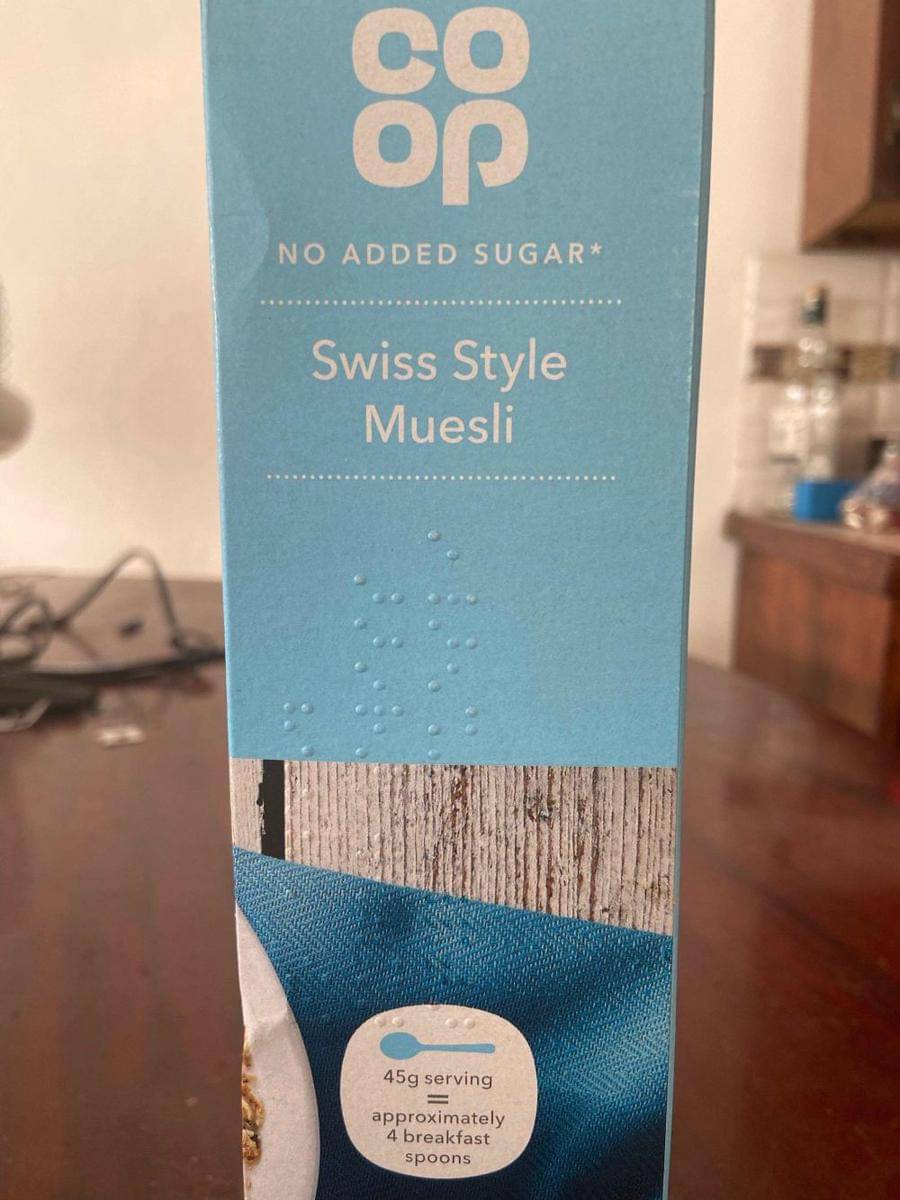 co
op
NO ADDED SUGAR*
Swiss Style
Muesli
45g serving
=
approximately
4 breakfast
spoons